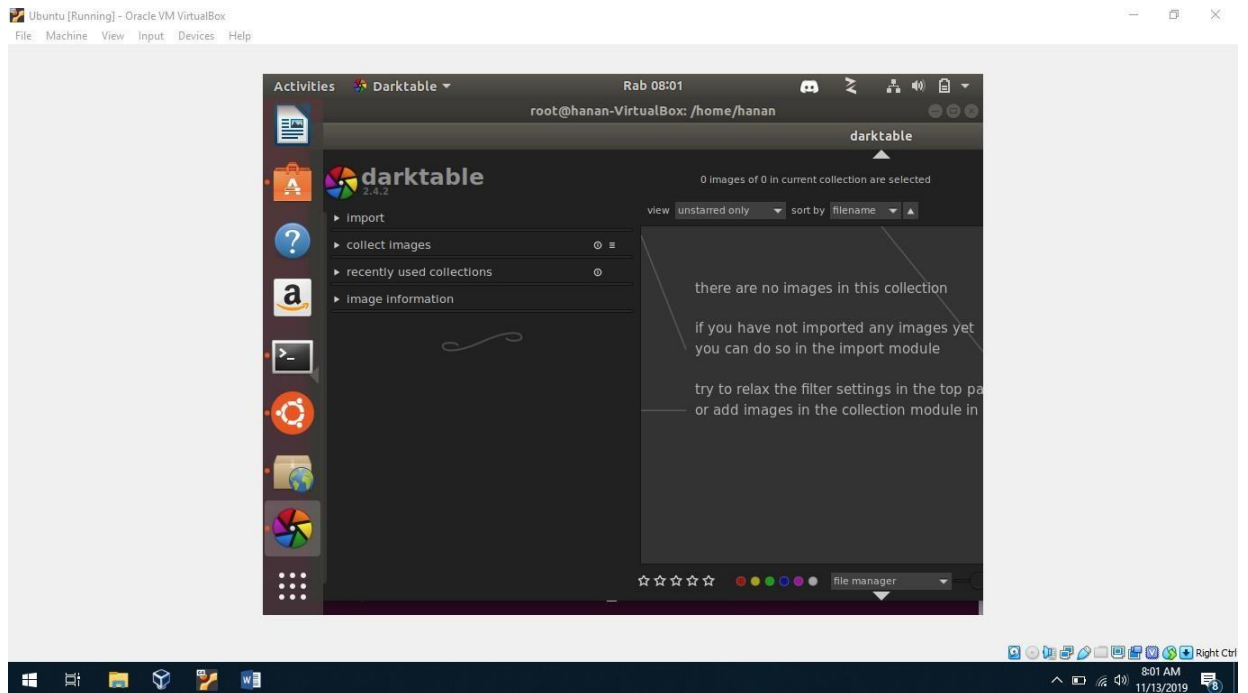 Ubuntu [Running] - Oracle VM VirtualBox
File Machine View Input Devices Help
Activities Darktable Rab 08:01
root@hanan-VirtualBox: /home/hanan
darktable
darktable
2.4.2
0 images of 0 in current collection are selected
view unstarred only sort by filename
import
collect images
recently used collections
image information
there are no images in this collection
if you have not imported any images yet
you can do so in the import module
try to relax the filter settings in the top pa
or add images in the collection module in
file manager
Right Ctrl
8:01 AM
11/13/2019
8